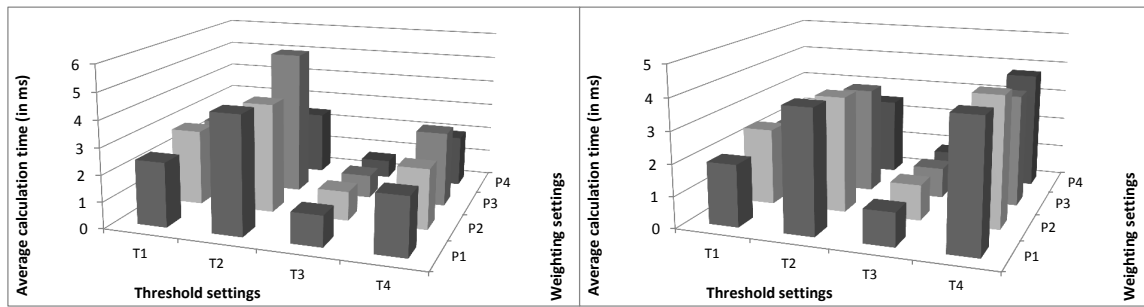 Average calculation time (in ms)
6
5
4
3
2
1
0
T1
T2
T3
T4
P1
P2
P3
P4
Threshold settings
Weighting settings
Average calculation time (in ms)
5
4
3
2
1
0
T1
T2
T3
T4
P1
P2
P3
P4
Threshold settings
Weighting settings